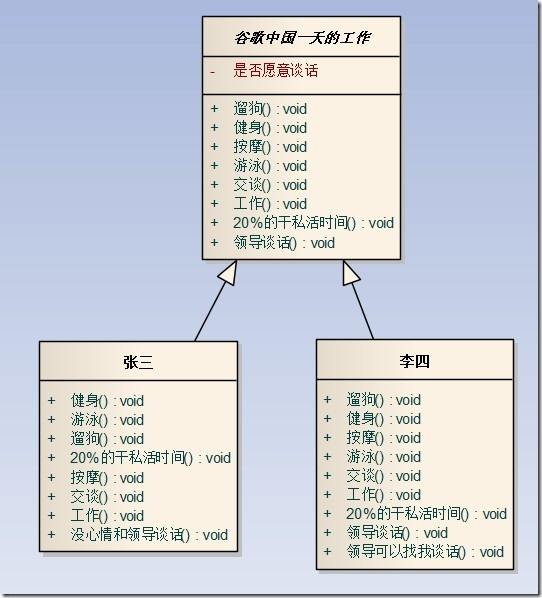 谷歌中国一天的工作
- 是否愿意谈话
+ 遛狗() : void
+ 健身() : void
+ 按摩() : void
+ 游泳() : void
+ 交谈() : void
+ 工作() : void
+ 20%的干私活时间() : void
+ 领导谈话() : void
张三
+ 健身() : void
+ 游泳() : void
+ 遛狗() : void
+ 20%的干私活时间() : void
+ 按摩() : void
+ 交谈() : void
+ 工作() : void
+ 没心情和领导谈话() : void
李四
+ 遛狗() : void
+ 健身() : void
+ 按摩() : void
+ 游泳() : void
+ 交谈() : void
+ 工作() : void
+ 20%的干私活时间() : void
+ 领导谈话() : void
+ 领导可以找我谈话() : void